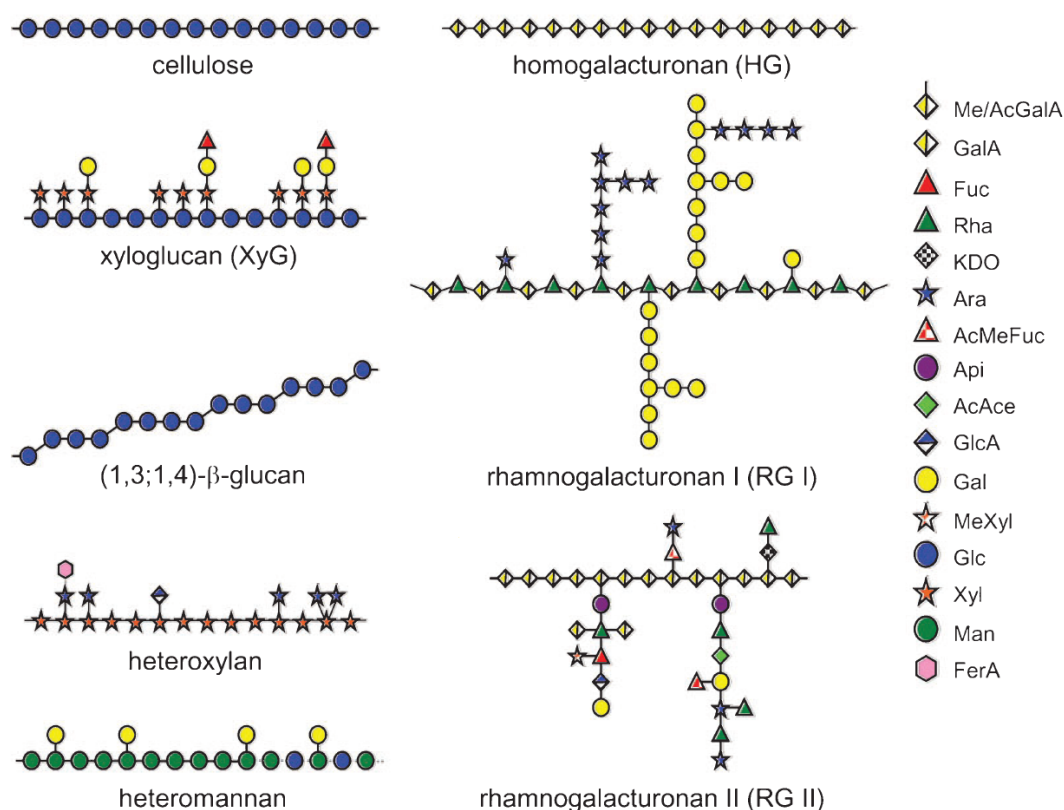 cellulose
xyloglucan (XyG)
(1,3;1,4)-β-glucan
heteroxylan
heteromannan
homogalacturonan (HG)
rhamnogalacturonan I (RG I)
rhamnogalacturonan II (RG II)
Me/AcGalA
GalA
Fuc
Rha
KDO
Ara
AcMeFuc
Api
AcAce
GlcA
Gal
MeXyl
Glc
Xyl
Man
FerA